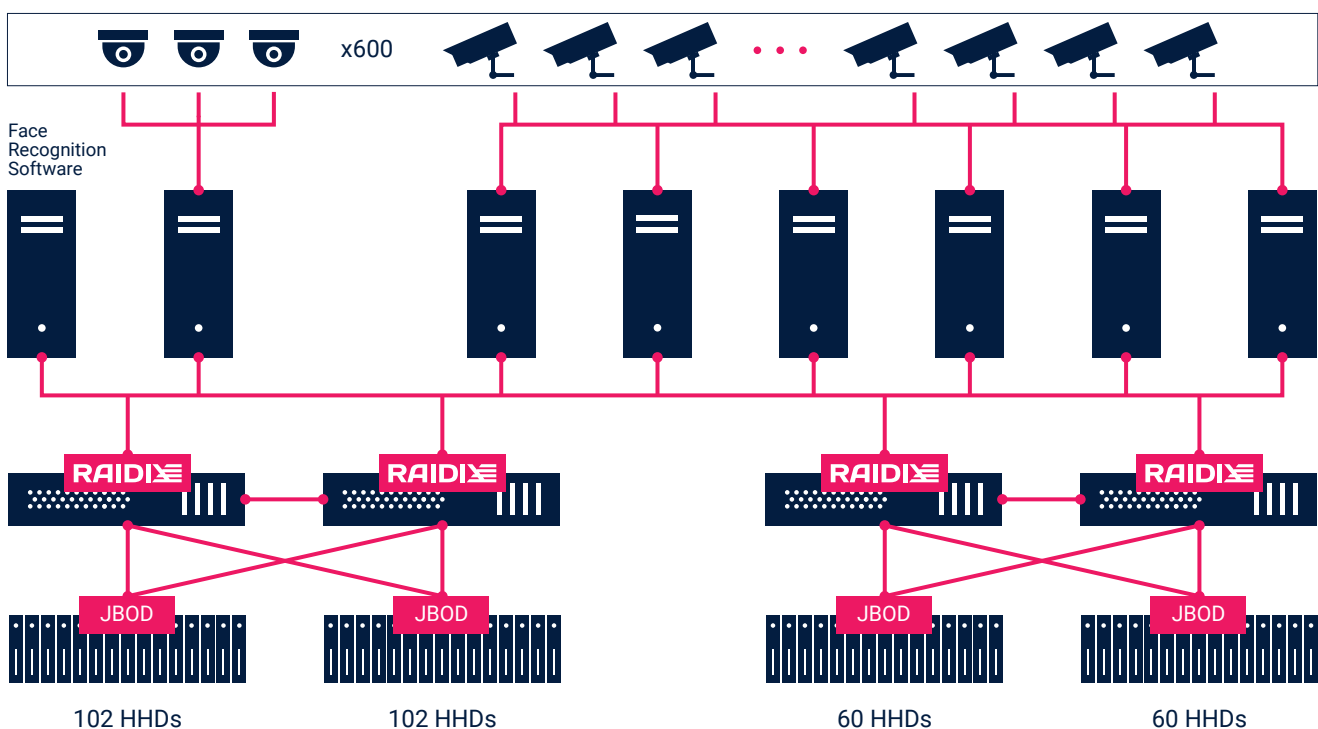 x600
Face
Recognition
Software
RAIDIX
RAIDIX
RAIDIX
RAIDIX
JBOD
JBOD
JBOD
JBOD
102 HHDs
102 HHDs
60 HHDs
60 HHDs